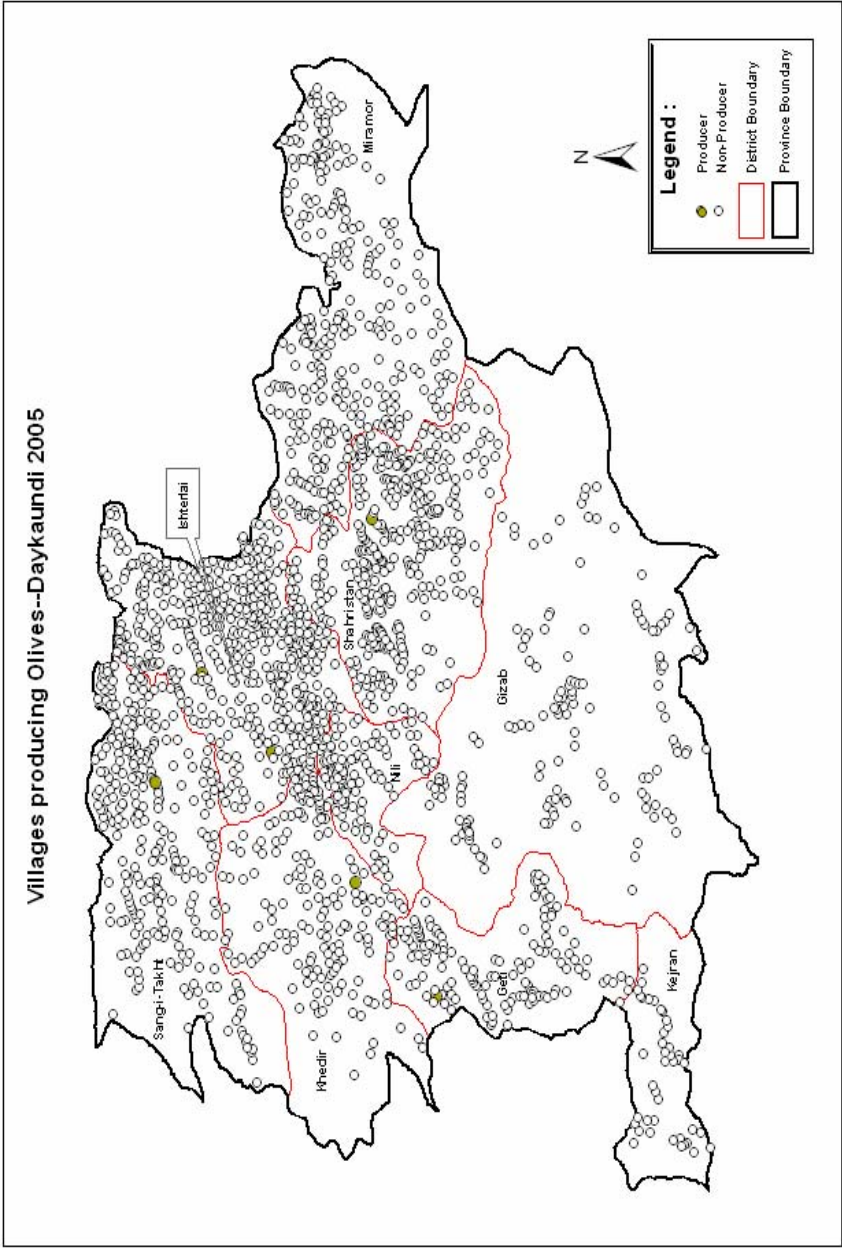 Villages producing Olives--Daykaundi 2005
Ishterlai
Miramor
Sang-i-Takht
Shahristan
Khedir
Nili
Gizab
Geti
Kejran
N
Legend :
Producer
Non-Producer
District Boundary
Province Boundary